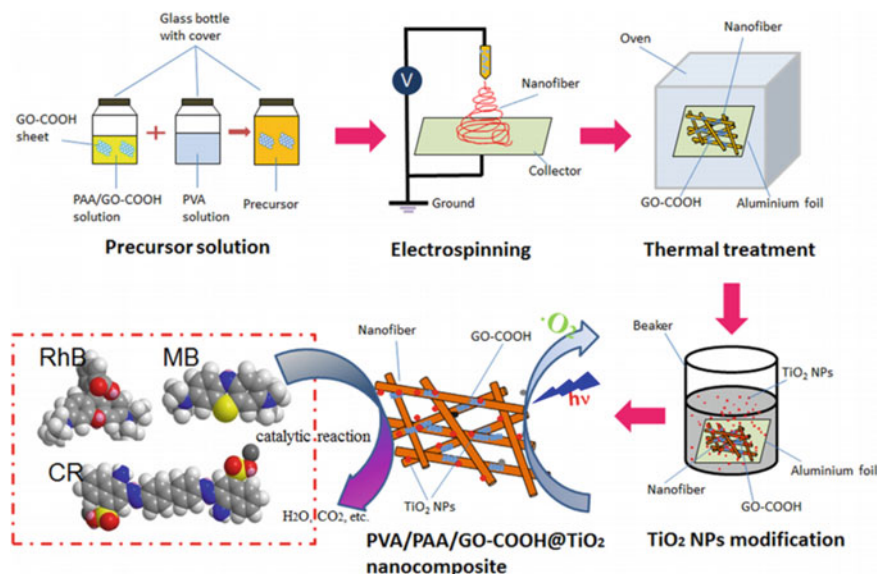 Glass bottle
with cover
GO-COOH
sheet
PAA/GO-COOH
solution
PVA
solution
Precursor
Precursor solution
V
Nanofiber
Collector
Ground
Electrospinning
Oven
Nanofiber
GO-COOH
Aluminium foil
Thermal treatment
RhB
MB
CR
catalytic reaction
H2O, CO2, etc.
Nanofiber
GO-COOH
·O2
hν
TiO2 NPs
PVA/PAA/GO-COOH@TiO2
nanocomposite
Beaker
TiO2 NPs
Aluminium foil
Nanofiber
GO-COOH
TiO2 NPs modification